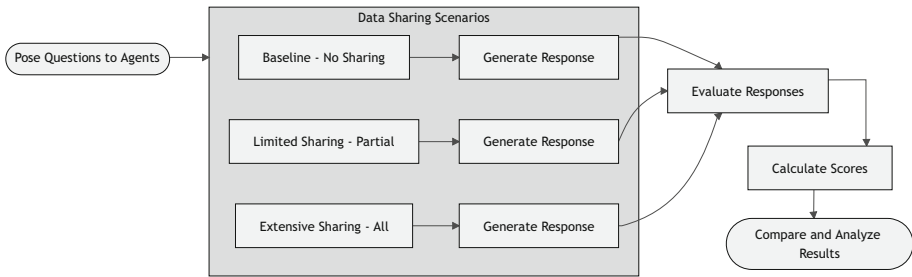 Data Sharing Scenarios
Pose Questions to Agents
Baseline - No Sharing
Generate Response
Limited Sharing - Partial
Generate Response
Extensive Sharing - All
Generate Response
Evaluate Responses
Calculate Scores
Compare and Analyze
Results